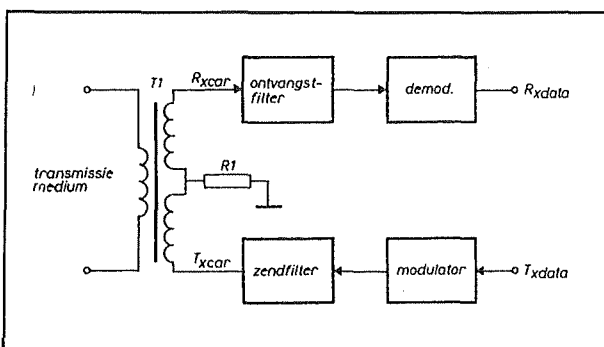 T1
Rxcar
ontvangst-
filter
demod.
Rxdata
transmissie
medium
R1
Txcar
zendfilter
modulator
Txdata